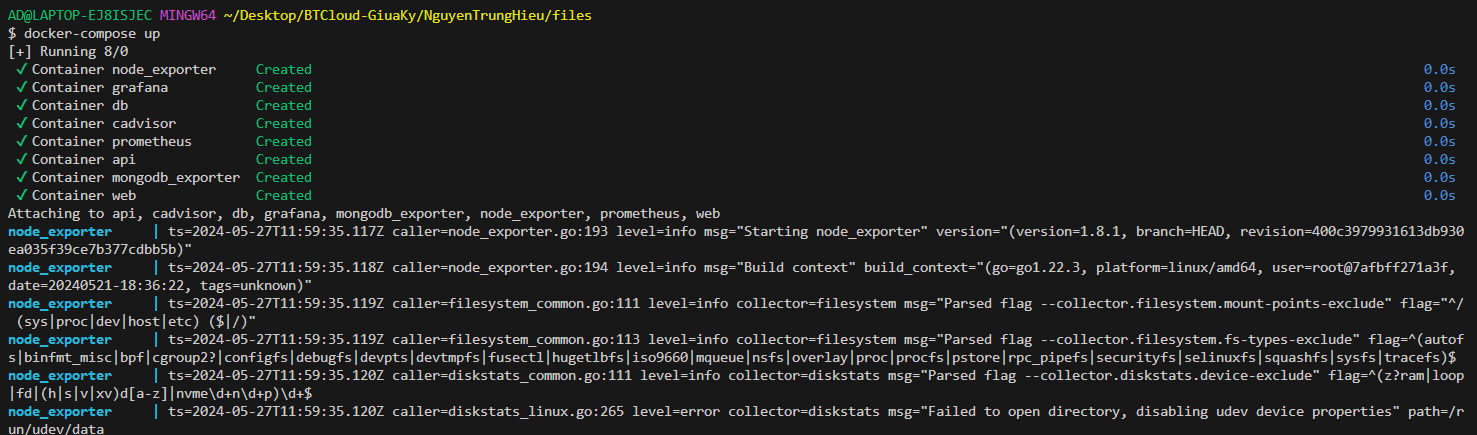 AD@LAPTOP-EJ8ISJEC MINGW64 ~/Desktop/BTCloud-GiuaKy/NguyenTrungHieu/files
$ docker-compose up
[+] Running 8/0
✓ Container node_exporter Created 0.0s
✓ Container grafana Created 0.0s
✓ Container db Created 0.0s
✓ Container cadvisor Created 0.0s
✓ Container prometheus Created 0.0s
✓ Container api Created 0.0s
✓ Container mongodb_exporter Created 0.0s
✓ Container web Created 0.0s
Attaching to api, cadvisor, db, grafana, mongodb_exporter, node_exporter, prometheus, web
node_exporter | ts=2024-05-27T11:59:35.117Z caller=node_exporter.go:193 level=info msg="Starting node_exporter" version="(version=1.8.1, branch=HEAD, revision=400c3979931613db930
ea035f39ce7b377cdbb5b)"
node_exporter | ts=2024-05-27T11:59:35.118Z caller=node_exporter.go:194 level=info msg="Build context" build_context="(go=go1.22.3, platform=linux/amd64, user=root@7afbff271a3f,
date=20240521-18:36:22, tags=unknown)"
node_exporter | ts=2024-05-27T11:59:35.119Z caller=filesystem_common.go:111 level=info collector=filesystem msg="Parsed flag --collector.filesystem.mount-points-exclude" flag="^/
(sys|proc|dev|host|etc) ($|/)"
node_exporter | ts=2024-05-27T11:59:35.119Z caller=filesystem_common.go:113 level=info collector=filesystem msg="Parsed flag --collector.filesystem.fs-types-exclude" flag=^(autof
s|binfmt_misc|bpf|cgroup2?|configfs|debugfs|devpts|devtmpfs|fusectl|hugetlbfs|iso9660|mqueue|nsfs|overlay|proc|procfs|pstore|rpc_pipefs|securityfs|selinuxfs|squashfs|sysfs|tracefs)$
node_exporter | ts=2024-05-27T11:59:35.120Z caller=diskstats_common.go:111 level=info collector=diskstats msg="Parsed flag --collector.diskstats.device-exclude" flag=^(z?ram|loop
|fd|(h|s|v|xv)d[a-z]|nvme\d+n\d+p)\d+$
node_exporter | ts=2024-05-27T11:59:35.120Z caller=diskstats_linux.go:265 level=error collector=diskstats msg="Failed to open directory, disabling udev device properties" path=/r
un/udev/data